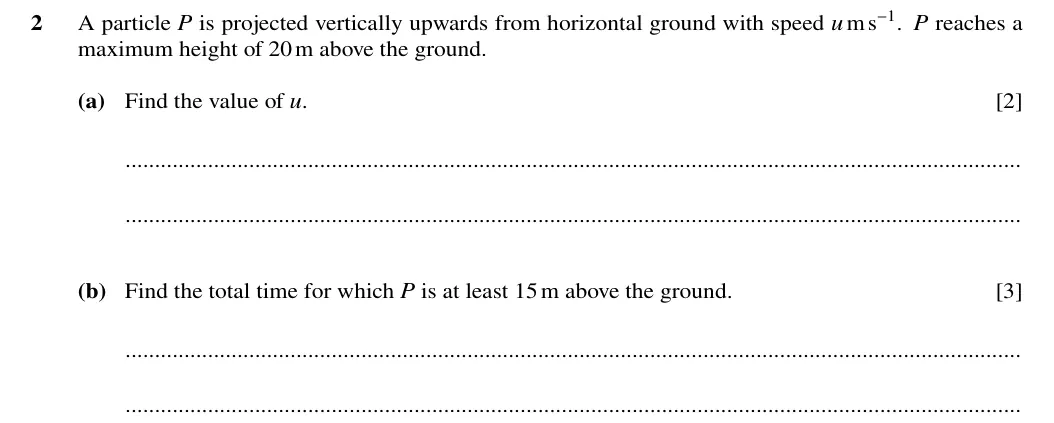 2 A particle P is projected vertically upwards from horizontal ground with speed u m s⁻¹. P reaches a
maximum height of 20 m above the ground.
(a) Find the value of u. [2]
................................................................
................................................................
(b) Find the total time for which P is at least 15 m above the ground. [3]
................................................................
................................................................